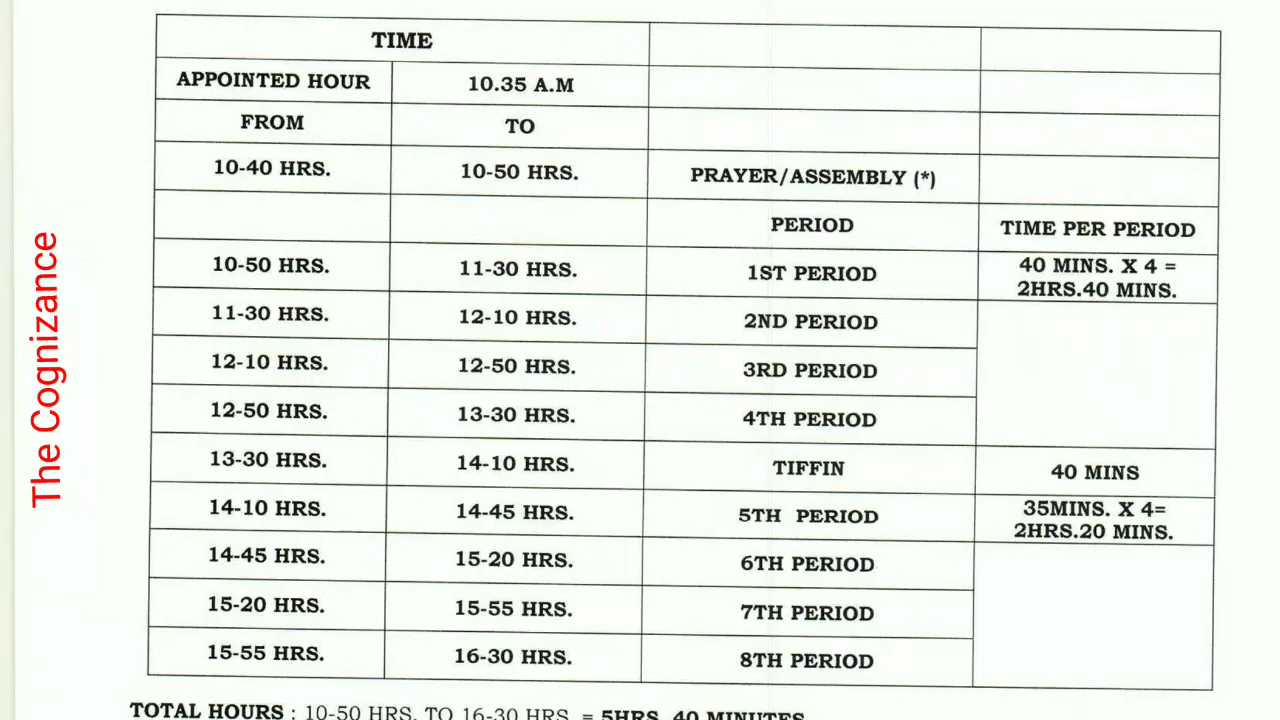 The Cognizance
TIME
APPOINTED HOUR 10.35 A.M
FROM TO
10-40 HRS. 10-50 HRS. PRAYER/ASSEMBLY (*)
PERIOD TIME PER PERIOD
10-50 HRS. 11-30 HRS. 1ST PERIOD 40 MINS. X 4 =
2HRS.40 MINS.
11-30 HRS. 12-10 HRS. 2ND PERIOD
12-10 HRS. 12-50 HRS. 3RD PERIOD
12-50 HRS. 13-30 HRS. 4TH PERIOD
13-30 HRS. 14-10 HRS. TIFFIN 40 MINS
14-10 HRS. 14-45 HRS. 5TH PERIOD 35MINS. X 4=
2HRS.20 MINS.
14-45 HRS. 15-20 HRS. 6TH PERIOD
15-20 HRS. 15-55 HRS. 7TH PERIOD
15-55 HRS. 16-30 HRS. 8TH PERIOD
TOTAL HOURS : 10-50 HRS. TO 16-30 HRS. = 5HRS. 40 MINUTES